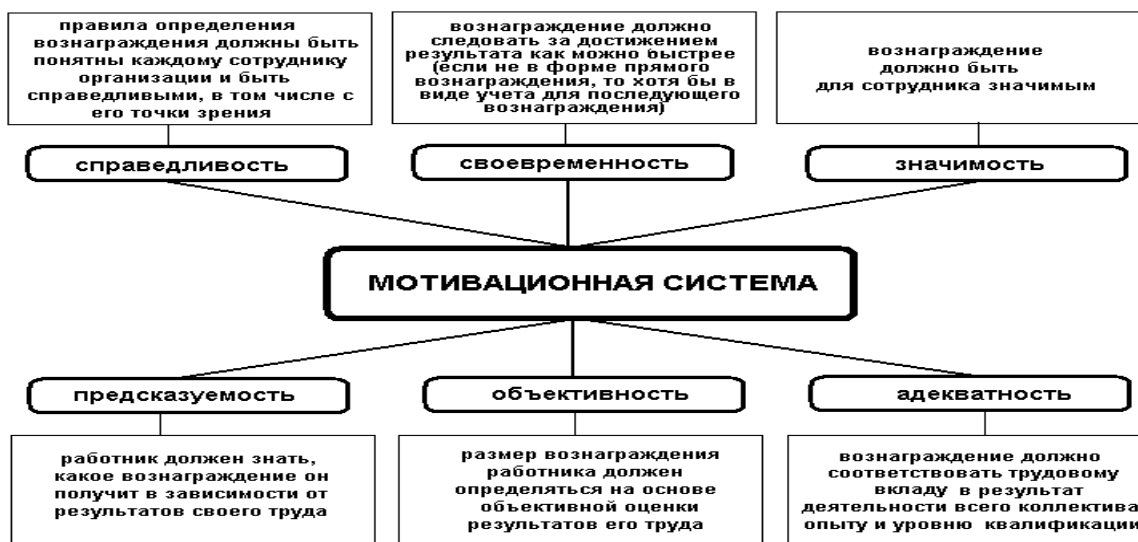 правила определения
вознаграждения должны быть
понятны каждому сотруднику
организации и быть
справедливыми, в том числе с
его точки зрения
вознаграждение должно
следовать за достижением
результата как можно быстрее
(если не в форме прямого
вознаграждения, то хотя бы в
виде учета для последующего
вознаграждения)
вознаграждение
должно быть
для сотрудника значимым
справедливость
своевременность
значимость
МОТИВАЦИОННАЯ СИСТЕМА
предсказуемость
объективность
адекватность
работник должен знать,
какое вознаграждение он
получит в зависимости от
результатов своего труда
размер вознаграждения
работника должен
определяться на основе
объективной оценки
результатов его труда
вознаграждение должно
соответствовать трудовому
вкладу в результат
деятельности всего коллектива,
опыту и уровню квалификации